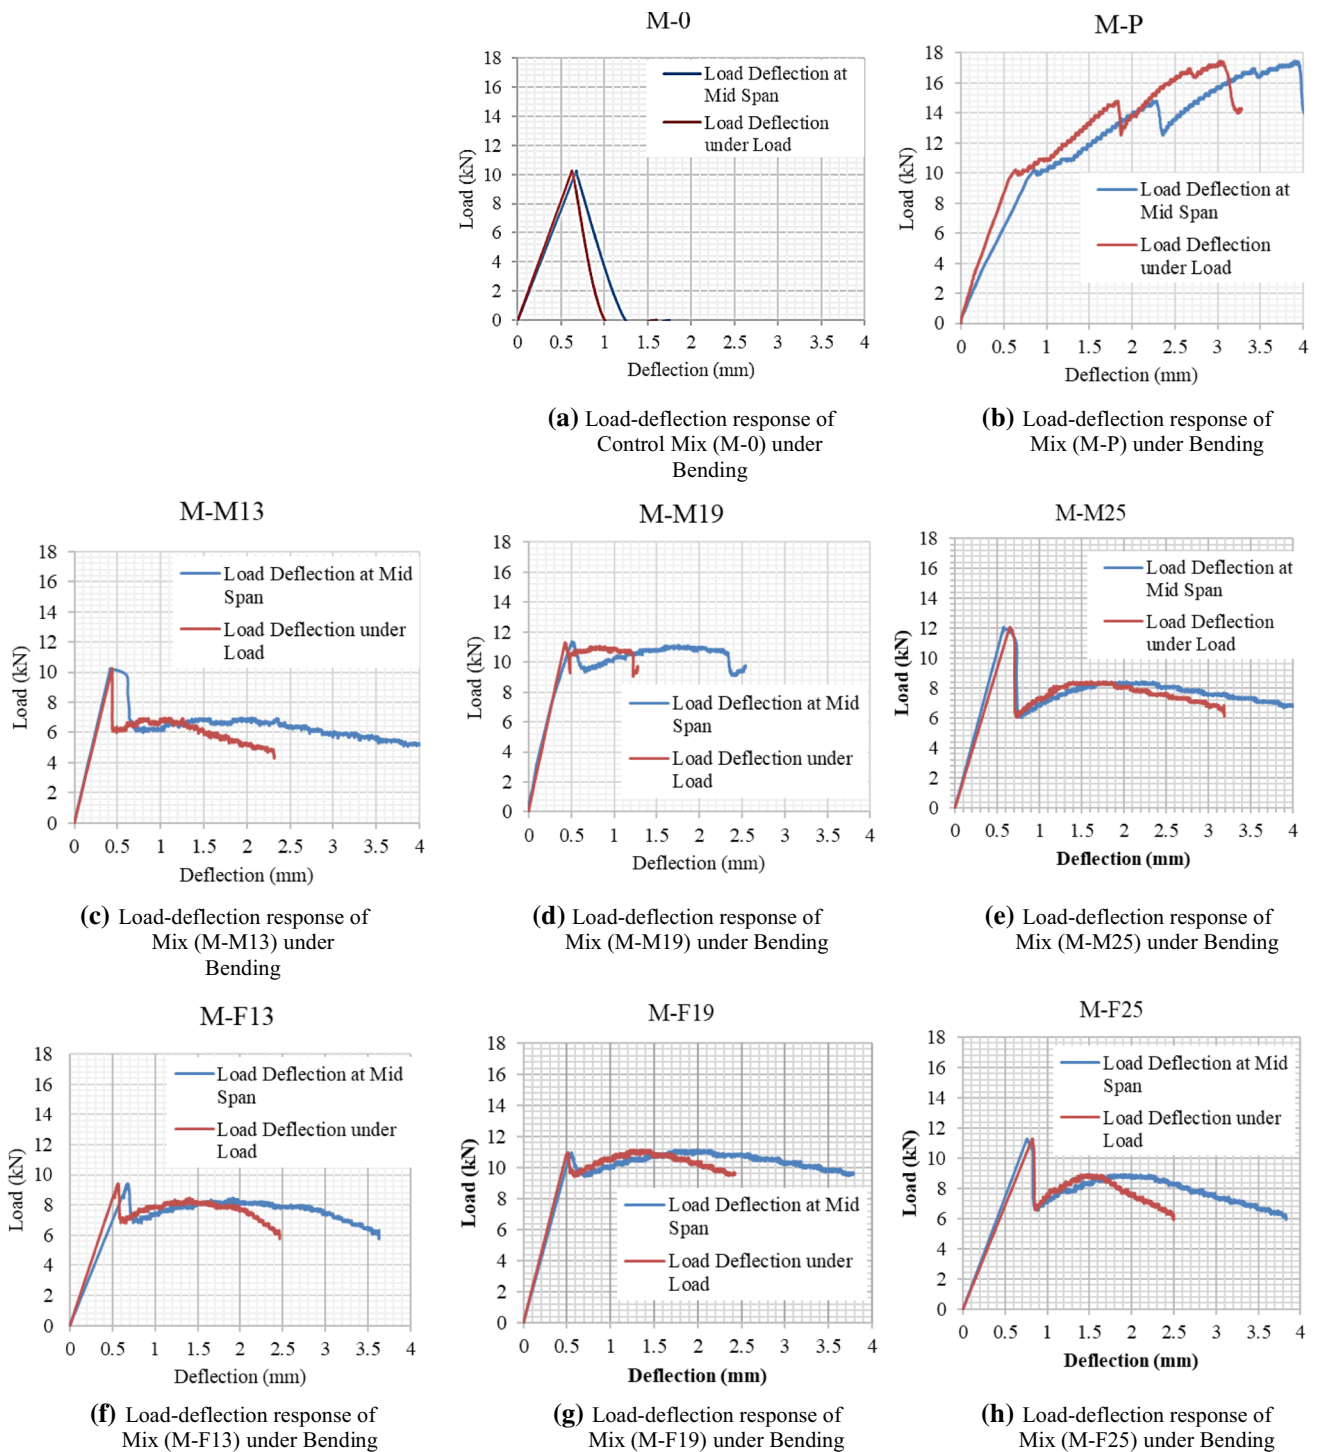 M-0
18
16
14
12
10
8
6
4
2
0
Load (kN)
Load Deflection at
Mid Span
Load Deflection
under Load
0 0.5 1 1.5 2 2.5 3 3.5 4
Deflection (mm)
(a) Load-deflection response of
Control Mix (M-0) under
Bending
M-P
18
16
14
12
10
8
6
4
2
0
Load (kN)
Load Deflection at
Mid Span
Load Deflection
under Load
0 0.5 1 1.5 2 2.5 3 3.5 4
Deflection (mm)
(b) Load-deflection response of
Mix (M-P) under Bending
M-M13
18
16
14
12
10
8
6
4
2
0
Load (kN)
Load Deflection at Mid
Span
Load Deflection under
Load
0 0.5 1 1.5 2 2.5 3 3.5 4
Deflection (mm)
(c) Load-deflection response of
Mix (M-M13) under
Bending
M-M19
18
16
14
12
10
8
6
4
2
0
Load (kN)
Load Deflection at Mid
Span
Load Deflection under
Load
0 0.5 1 1.5 2 2.5 3 3.5 4
Deflection (mm)
(d) Load-deflection response of
Mix (M-M19) under Bending
M-M25
18
16
14
12
10
8
6
4
2
0
Load (kN)
Load Deflection at
Mid Span
Load Deflection
under Load
0 0.5 1 1.5 2 2.5 3 3.5 4
Deflection (mm)
(e) Load-deflection response of
Mix (M-M25) under Bending
M-F13
18
16
14
12
10
8
6
4
2
0
Load (kN)
Load Deflection at Mid
Span
Load Deflection under
Load
0 0.5 1 1.5 2 2.5 3 3.5 4
Deflection (mm)
(f) Load-deflection response of
Mix (M-F13) under Bending
M-F19
18
16
14
12
10
8
6
4
2
0
Load (kN)
Load Deflection at Mid
Span
Load Deflection under
Load
0 0.5 1 1.5 2 2.5 3 3.5 4
Deflection (mm)
(g) Load-deflection response of
Mix (M-F19) under Bending
M-F25
18
16
14
12
10
8
6
4
2
0
Load (kN)
Load Deflection at Mid
Span
Load Deflection under
Load
0 0.5 1 1.5 2 2.5 3 3.5 4
Deflection (mm)
(h) Load-deflection response of
Mix (M-F25) under Bending